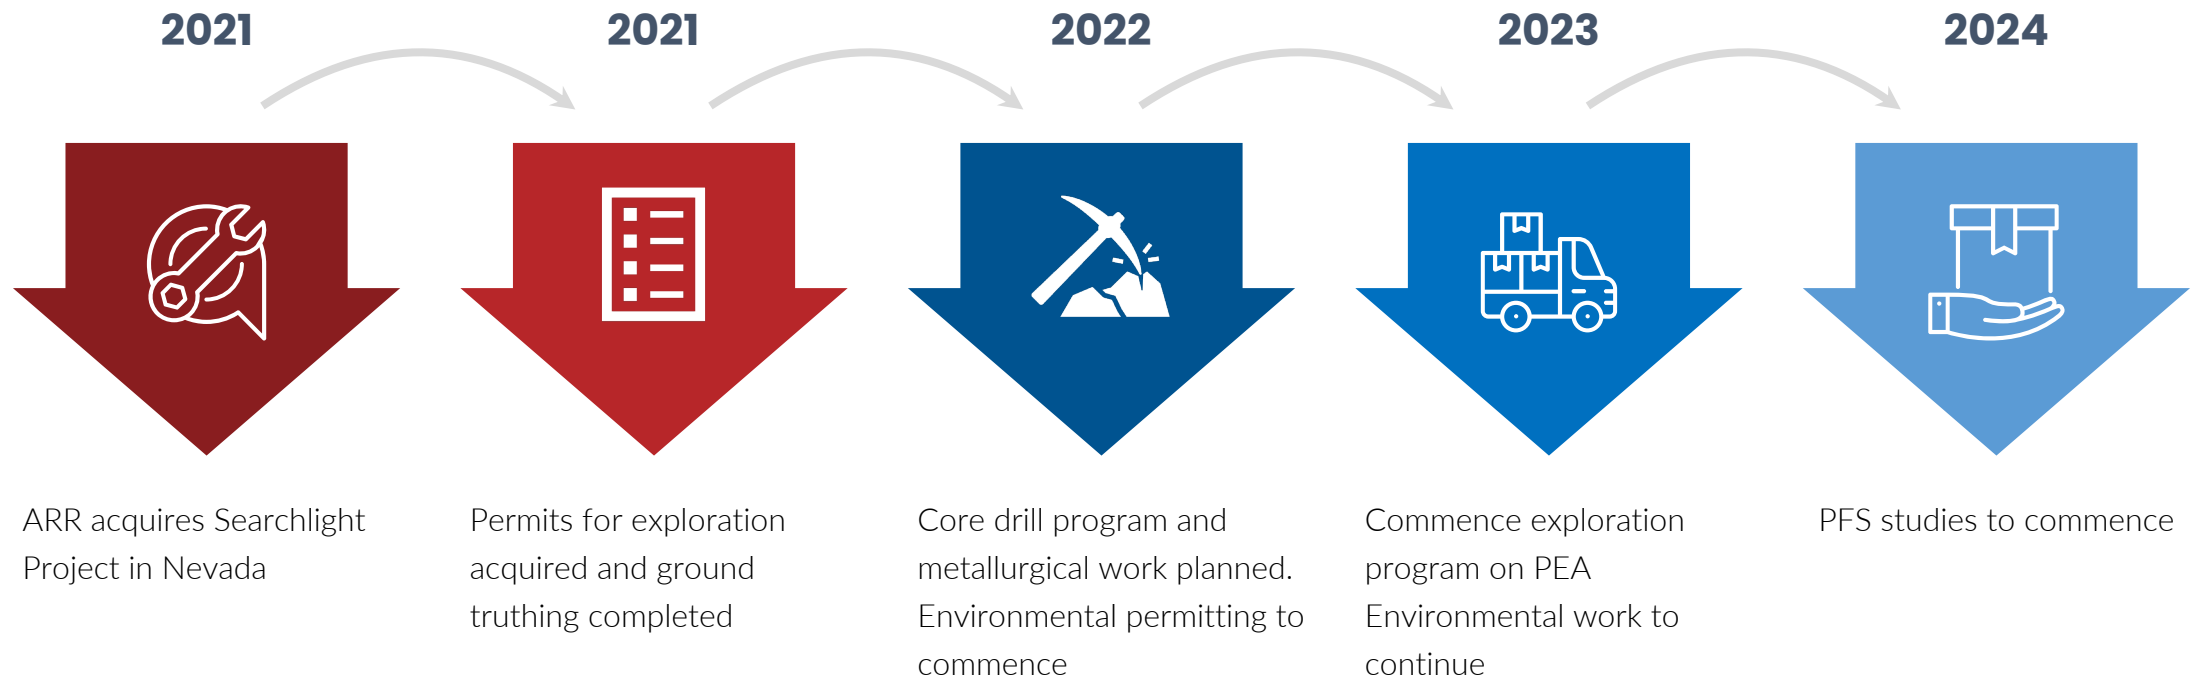 2021
2021
2022
2023
2024
ARR acquires Searchlight
Project in Nevada
Permits for exploration
acquired and ground
truthing completed
Core drill program and
metallurgical work planned.
Environmental permitting to
commence
Commence exploration
program on PEA
Environmental work to
continue
PFS studies to commence